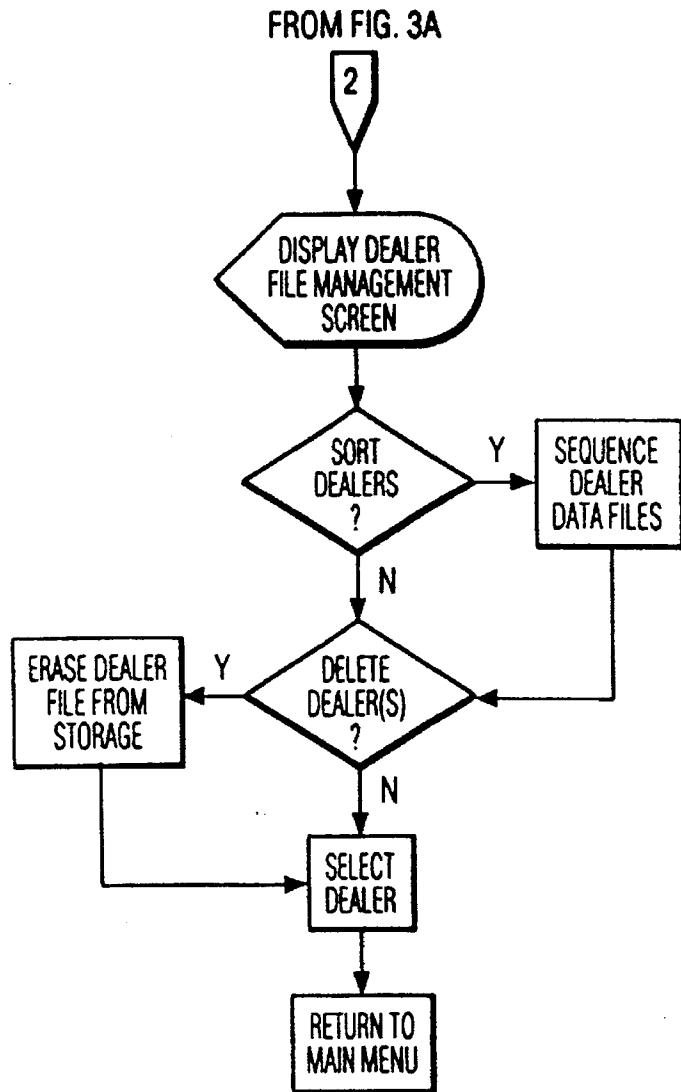 FROM FIG. 3A
2
DISPLAY DEALER
FILE MANAGEMENT
SCREEN
SORT
DEALERS
?
Y
SEQUENCE
DEALER
DATA FILES
N
ERASE DEALER
FILE FROM
STORAGE
Y
DELETE
DEALER(S)
?
N
SELECT
DEALER
RETURN TO
MAIN MENU